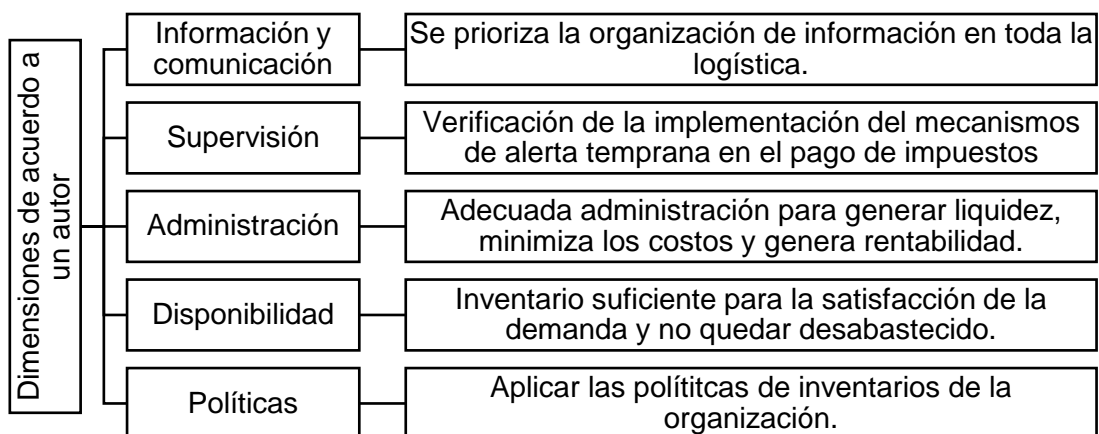 Dimensiones de acuerdo a
un autor
Información y
comunicación
Se prioriza la organización de información en toda la
logística.
Supervisión
Verificación de la implementación del mecanismos
de alerta temprana en el pago de impuestos
Administración
Adecuada administración para generar liquidez,
minimiza los costos y genera rentabilidad.
Disponibilidad
Inventario suficiente para la satisfacción de la
demanda y no quedar desabastecido.
Políticas
Aplicar las polítitcas de inventarios de la
organización.